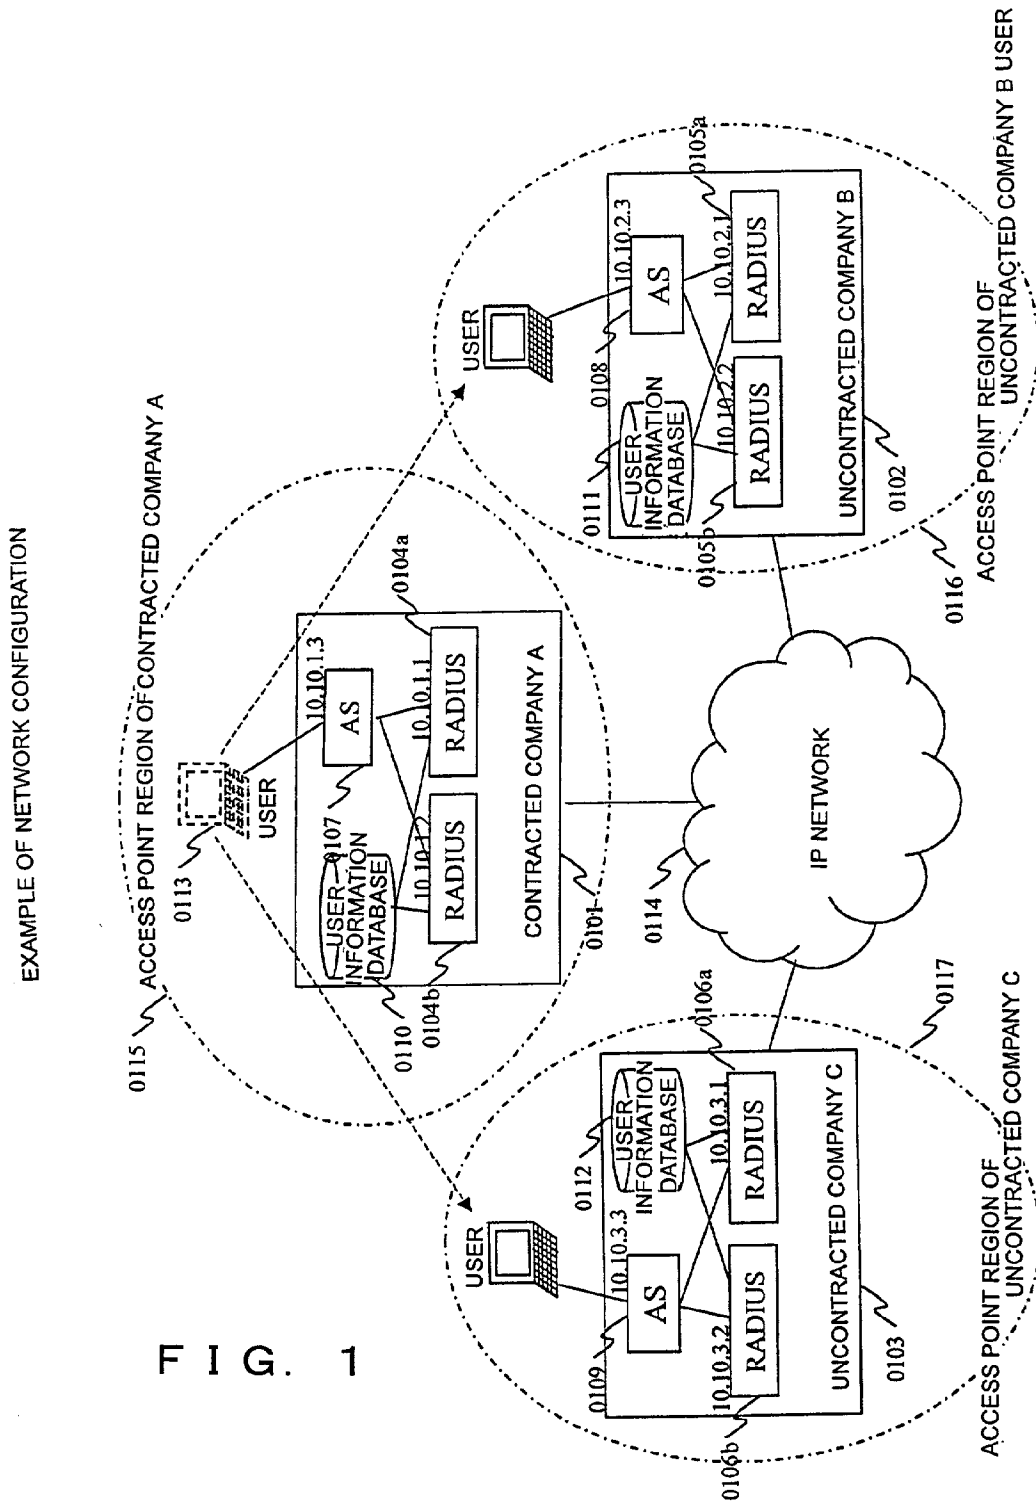 EXAMPLE OF NETWORK CONFIGURATION
FIG. 1
0115
ACCESS POINT REGION OF CONTRACTED COMPANY A
0113
USER
10.10.1.3
AS
0107
USER
INFORMATION
DATABASE
0110
10.10.1.2
RADIUS
0104b
10.10.1.1
RADIUS
0104a
CONTRACTED COMPANY A
0101
USER
10.10.3.3
AS
0109
USER
INFORMATION
DATABASE
0112
10.10.3.2
RADIUS
0106b
10.10.3.1
RADIUS
0106a
UNCONTRACTED COMPANY C
0103
0117
ACCESS POINT REGION OF
UNCONTRACTED COMPANY C
0114
IP NETWORK
USER
10.10.2.3
AS
0108
USER
INFORMATION
DATABASE
0111
10.10.2.2
RADIUS
0105b
10.10.2.1
RADIUS
0105a
UNCONTRACTED COMPANY B
0102
0116
ACCESS POINT REGION OF
UNCONTRACTED COMPANY B USER